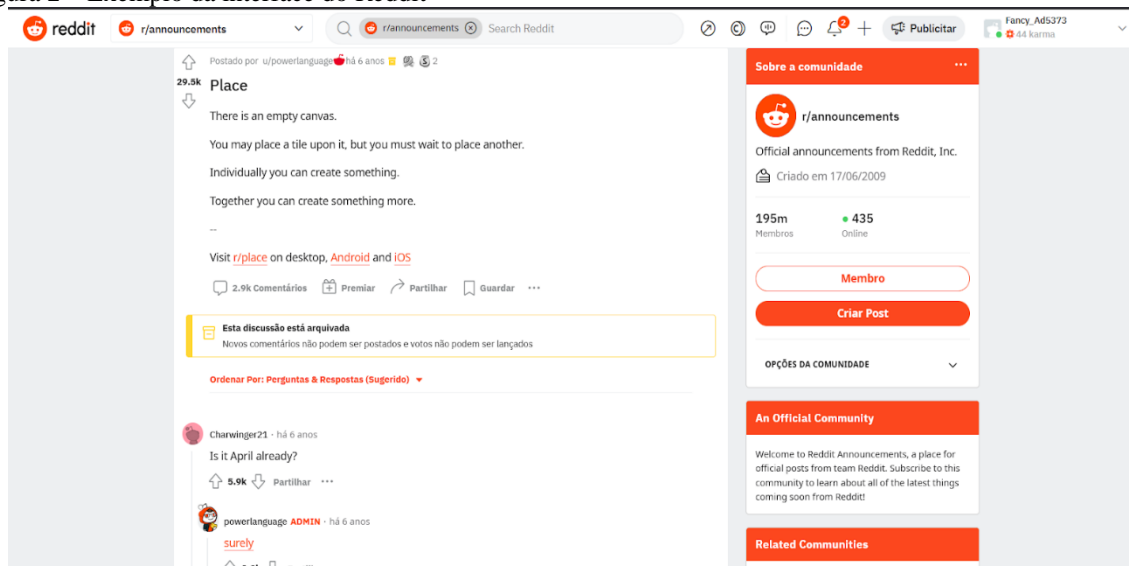 Exemplo da interface do Reddit
reddit
r/announcements
r/announcements
Search Reddit
Publicitar
Fancy_Ad5373
44 karma
Postado por u/powerlanguage há 6 anos 2
29.5k
Place
There is an empty canvas.
You may place a tile upon it, but you must wait to place another.
Individually you can create something.
Together you can create something more.
--
Visit r/place on desktop, Android and iOS
2.9k Comentários Premiar Partilhar Guardar
Esta discussão está arquivada
Novos comentários não podem ser postados e votos não podem ser lançados
Ordenar Por: Perguntas & Respostas (Sugerido)
Charwinger21 · há 6 anos
Is it April already?
5.9k Partilhar
powerlanguage ADMIN · há 6 anos
surely
Sobre a comunidade
r/announcements
Official announcements from Reddit, Inc.
Criado em 17/06/2009
195m 435
Membros Online
Membro
Criar Post
OPÇÕES DA COMUNIDADE
An Official Community
Welcome to Reddit Announcements, a place for
official posts from team Reddit. Subscribe to this
community to learn about all of the latest things
coming soon from Reddit!
Related Communities